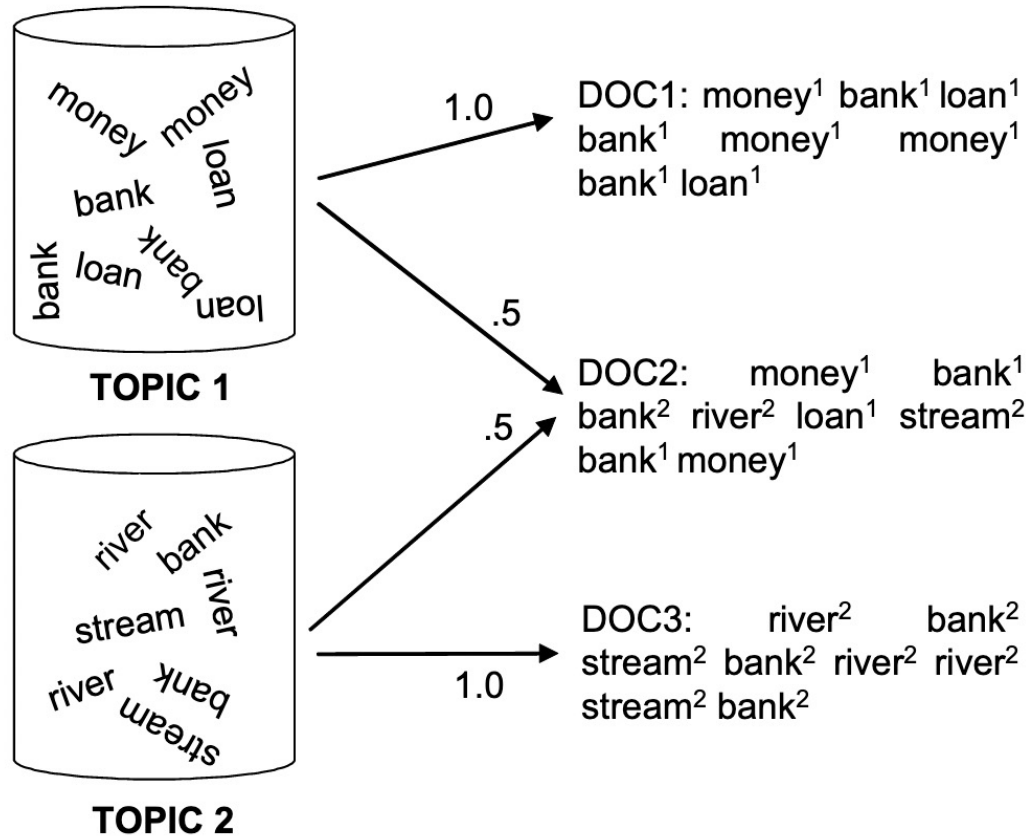 money
money
loan
bank
bank
bank
loan
loan
TOPIC 1
1.0
.5
DOC1: money¹ bank¹ loan¹
bank¹ money¹ money¹
bank¹ loan¹
river
bank
river
stream
river
bank
stream
TOPIC 2
.5
1.0
DOC2: money¹ bank¹
bank² river² loan¹ stream²
bank¹ money¹
DOC3: river² bank²
stream² bank² river² river²
stream² bank²